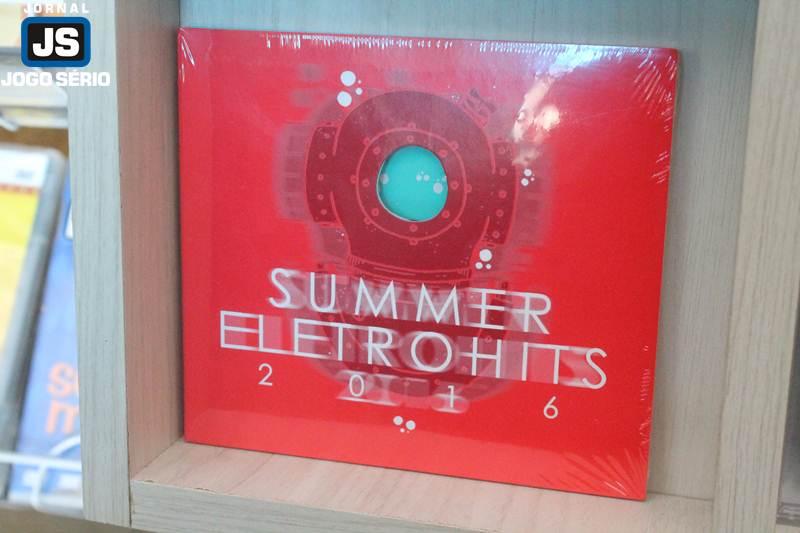 JORNAL
JS
JOGO SÉRIO
SUMMER
ELETROHITS
2016